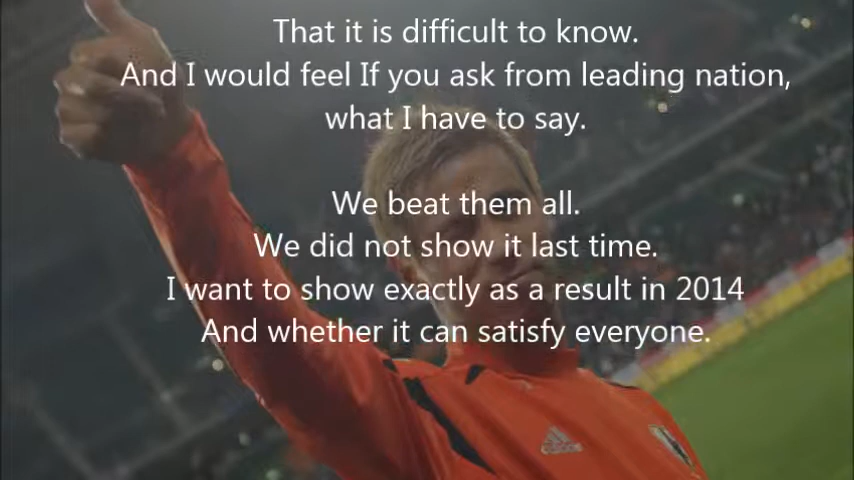 That it is difficult to know.
And I would feel If you ask from leading nation,
what I have to say.
We beat them all.
We did not show it last time.
I want to show exactly as a result in 2014
And whether it can satisfy everyone.
adidas